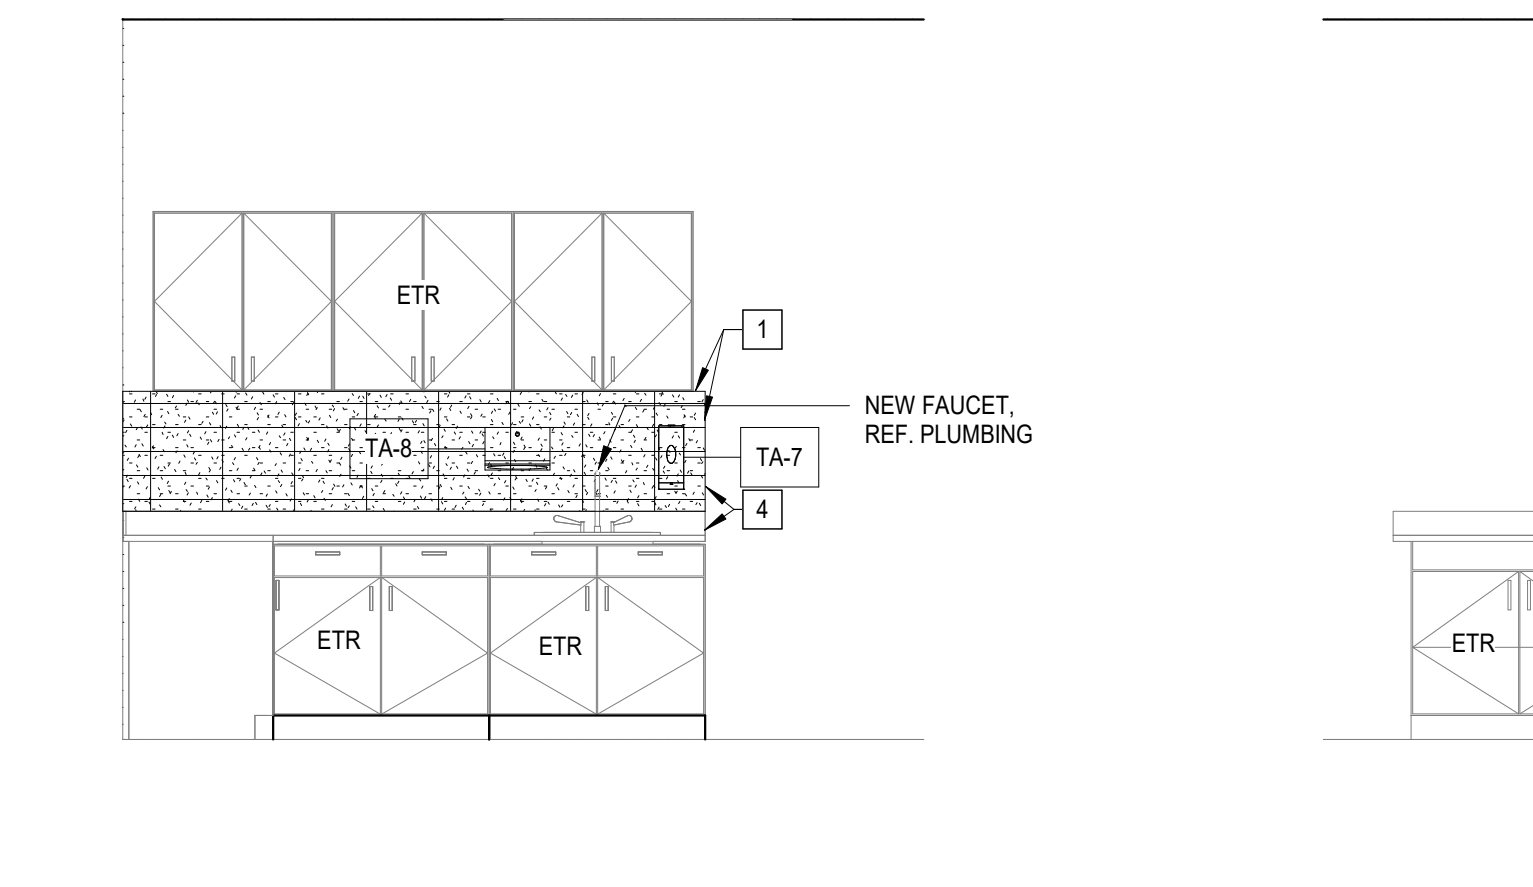 ETR
1
NEW FAUCET,
REF. PLUMBING
TA-8
TA-7
4
ETR
ETR
ETR